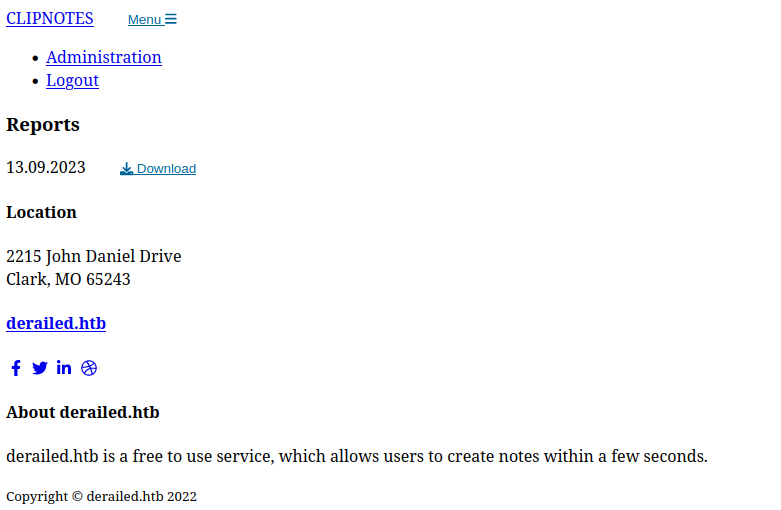 CLIPNOTES Menu
Administration
Logout
Reports
13.09.2023 Download
Location
2215 John Daniel Drive
Clark, MO 65243
derailed.htb
About derailed.htb
derailed.htb is a free to use service, which allows users to create notes within a few seconds.
Copyright © derailed.htb 2022